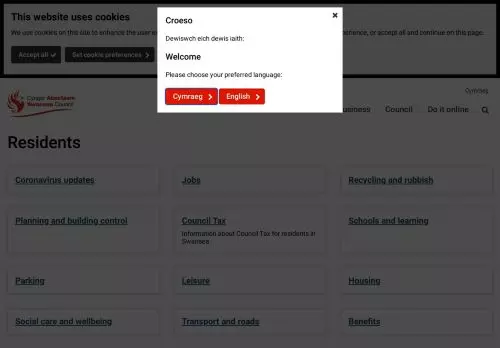 This website uses cookies
We use cookies on this site to enhance the user
erience, or accept all and continue on this page.
Accept all
Set cookie preferences
Croeso
Dewiswch eich dewis iaith:
Welcome
Please choose your preferred language:
Cymraeg
English
Cyngor Abertawe
Swansea Council
Cymraeg
usiness
Council
Do it online
Residents
Coronavirus updates
Jobs
Recycling and rubbish
Planning and building control
Council Tax
Information about Council Tax for residents in
Swansea
Schools and learning
Parking
Leisure
Housing
Social care and wellbeing
Transport and roads
Benefits